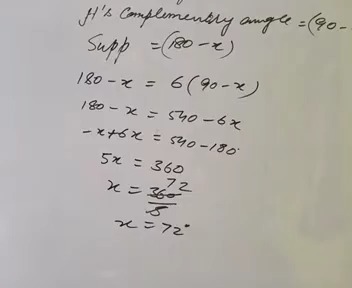 It's complementary angle = (90-
Supp = (180 - x)
180 - x = 6 (90 - x)
180 - x = 540 - 6x
-x+6x = 540 - 180
5x = 360
72
x = 360
5
x = 72°